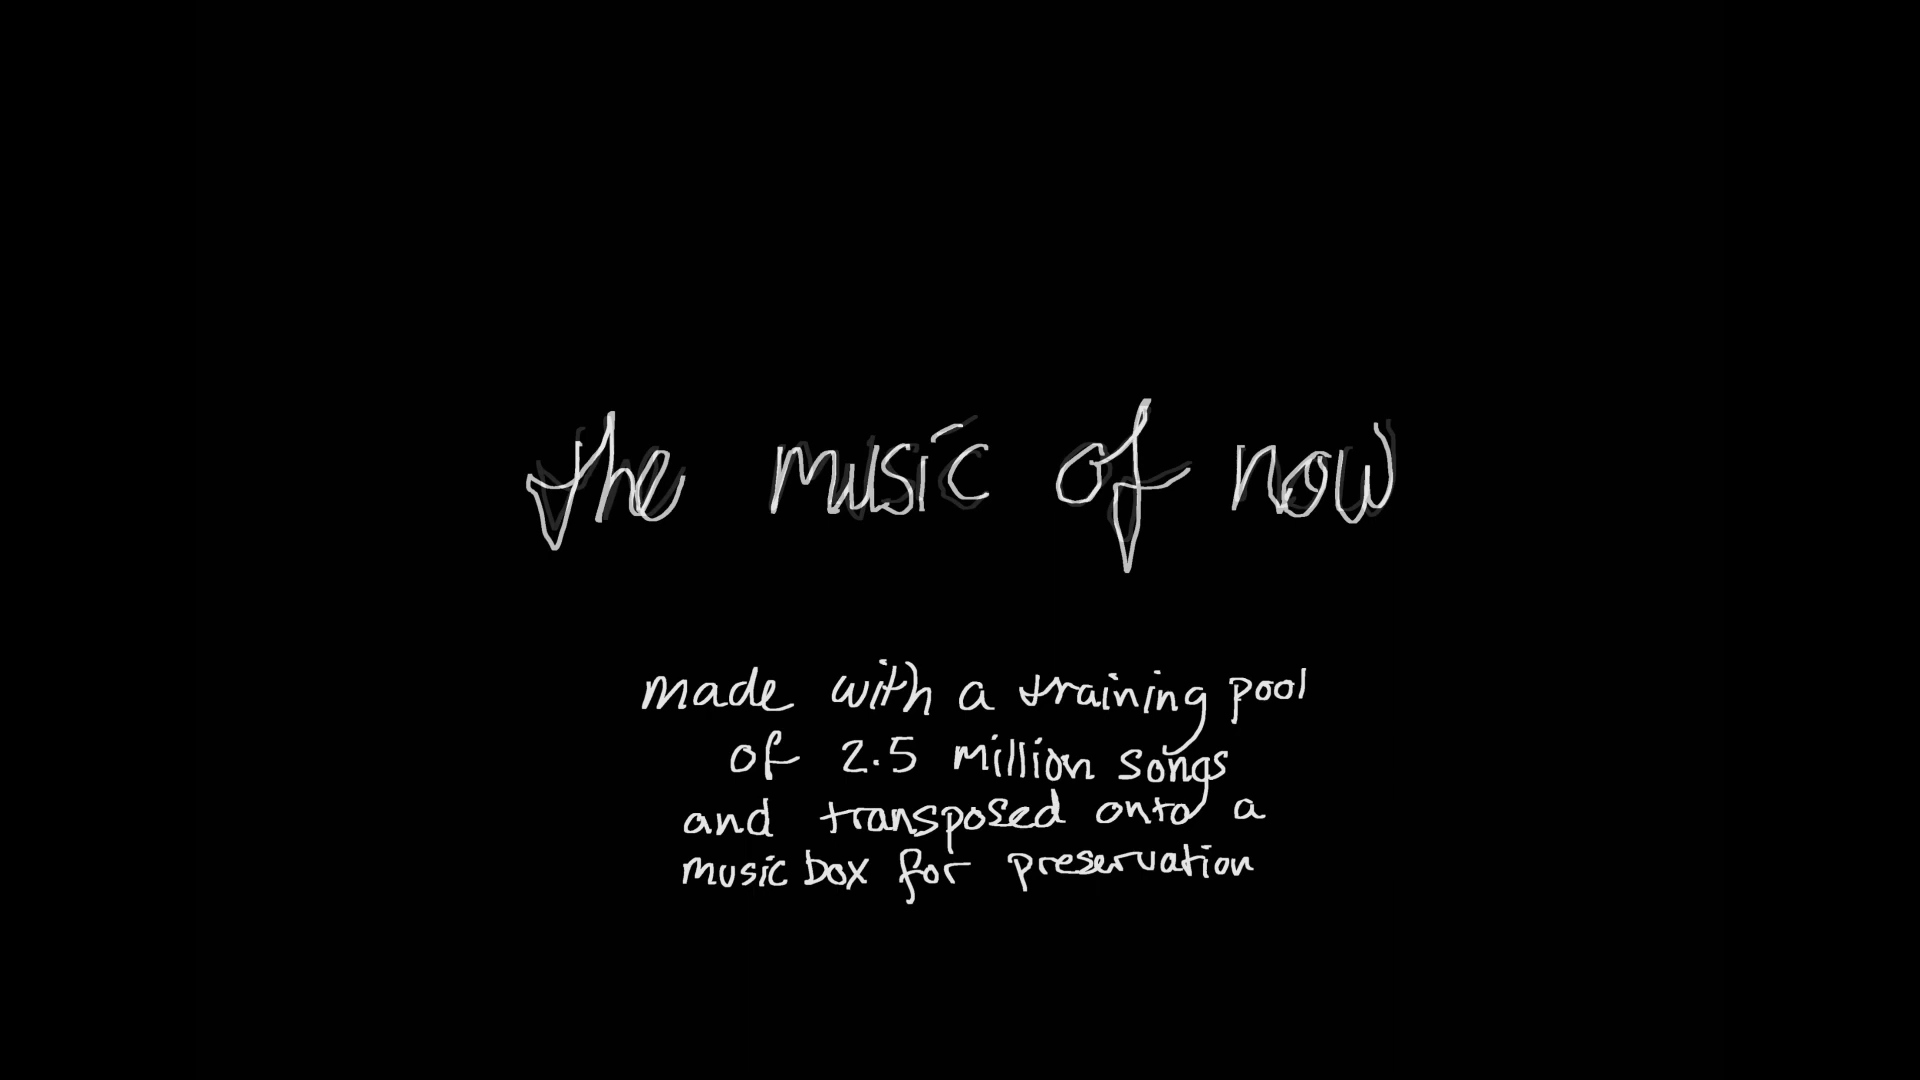 the music of now
made with a training pool
of 2.5 million songs
and transposed onto a
music box for preservation